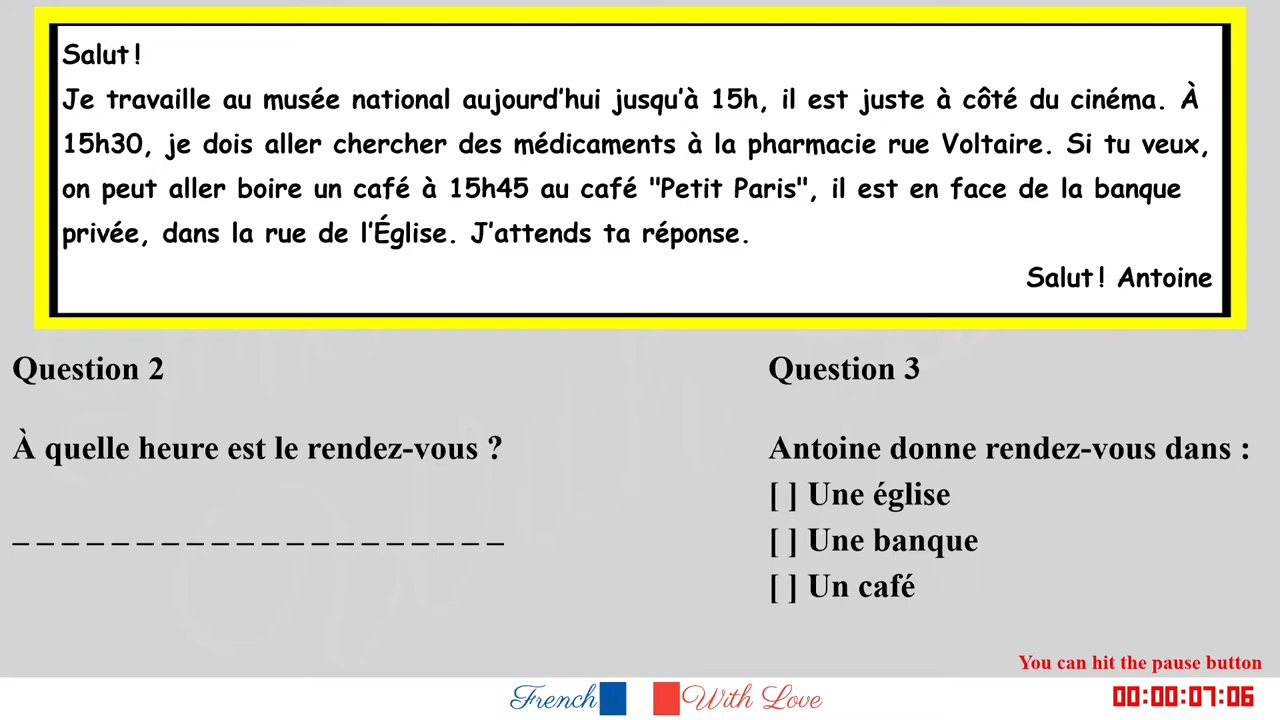 Salut !
Je travaille au musée national aujourd'hui jusqu'à 15h, il est juste à côté du cinéma. À
15h30, je dois aller chercher des médicaments à la pharmacie rue Voltaire. Si tu veux,
on peut aller boire un café à 15h45 au café "Petit Paris", il est en face de la banque
privée, dans la rue de l'Église. J'attends ta réponse.
Salut ! Antoine
Question 2
À quelle heure est le rendez-vous ?
_ _ _ _ _ _ _ _ _ _ _ _ _ _ _ _ _ _ _ _
Question 3
Antoine donne rendez-vous dans :
[ ] Une église
[ ] Une banque
[ ] Un café
You can hit the pause button
French With Love
00:00:07:06